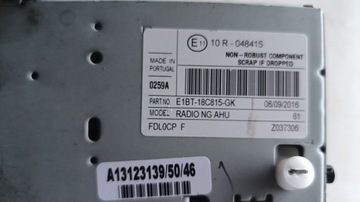 E11 10 R - 048415
NON - ROBUST COMPONENT
SCRAP IF DROPPED
MADE IN
PORTUGAL
0259A
PART NO E1BT-18C815-GK 06/09/2016
MODEL RADIO NG AHU 61
FDL0CP F Z037306
A13123139/50/46